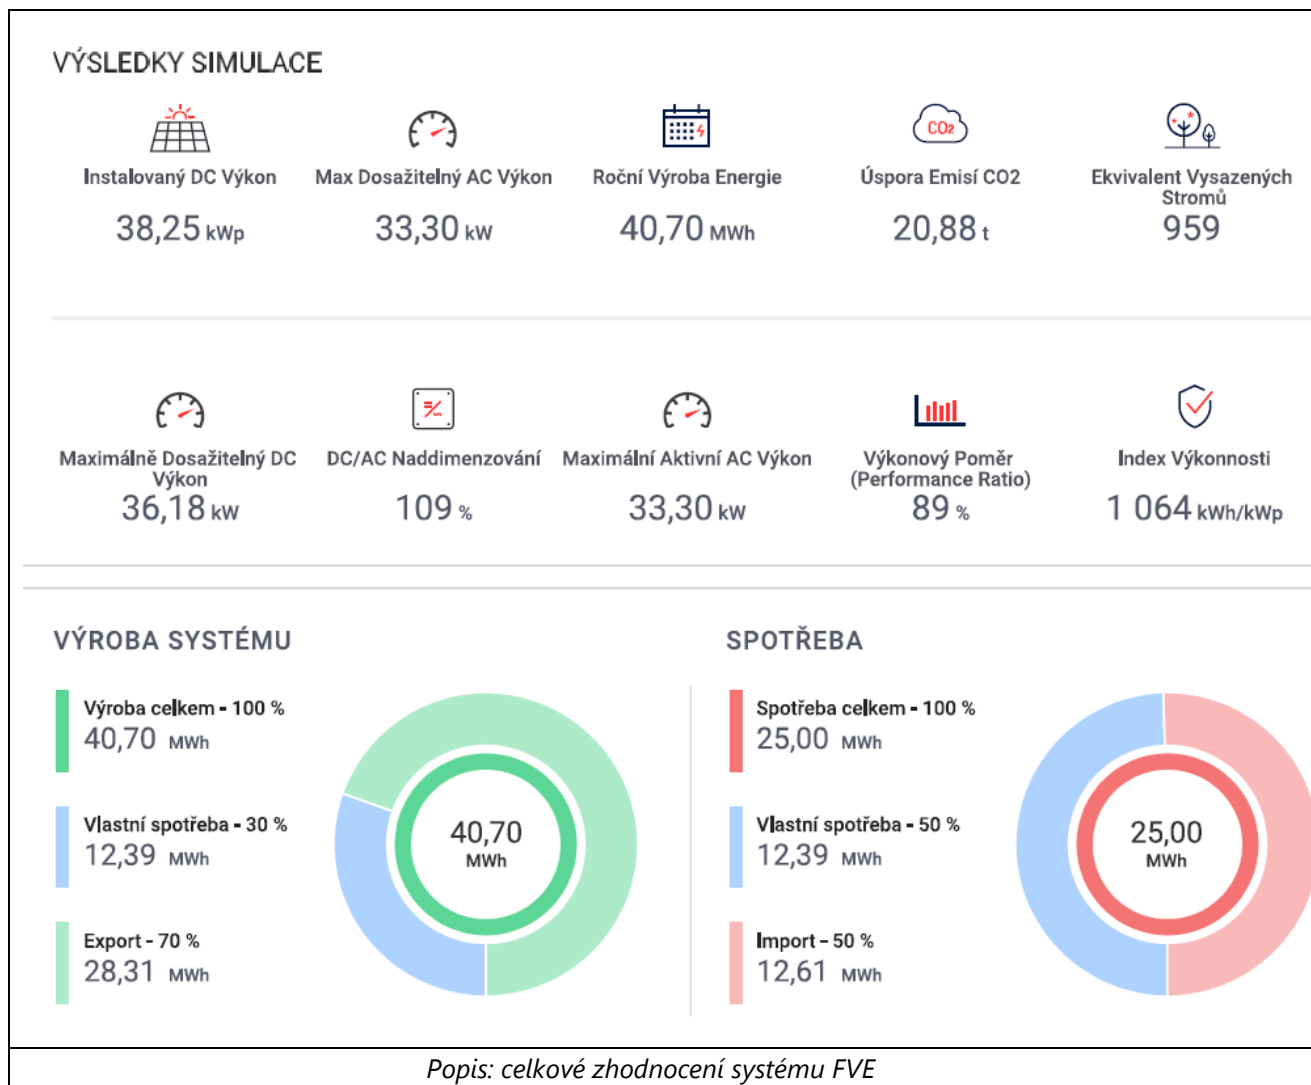 VÝSLEDKY SIMULACE
CO2
Instalovaný DC Výkon
38,25 kWp
Max Dosažitelný AC Výkon
33,30 kW
Roční Výroba Energie
40,70 MWh
Úspora Emisí CO2
20,88 t
Ekvivalent Vysazených
Stromů
959
Maximálně Dosažitelný DC
Výkon
36,18 kW
DC/AC Naddimenzování
109 %
Maximální Aktivní AC Výkon
33,30 kW
Výkonový Poměr
(Performance Ratio)
89 %
Index Výkonnosti
1 064 kWh/kWp
VÝROBA SYSTÉMU
Výroba celkem - 100 %
40,70 MWh
Vlastní spotřeba - 30 %
12,39 MWh
Export - 70 %
28,31 MWh
40,70
MWh
SPOTŘEBA
Spotřeba celkem - 100 %
25,00 MWh
Vlastní spotřeba - 50 %
12,39 MWh
Import - 50 %
12,61 MWh
25,00
MWh
Popis: celkové zhodnocení systému FVE